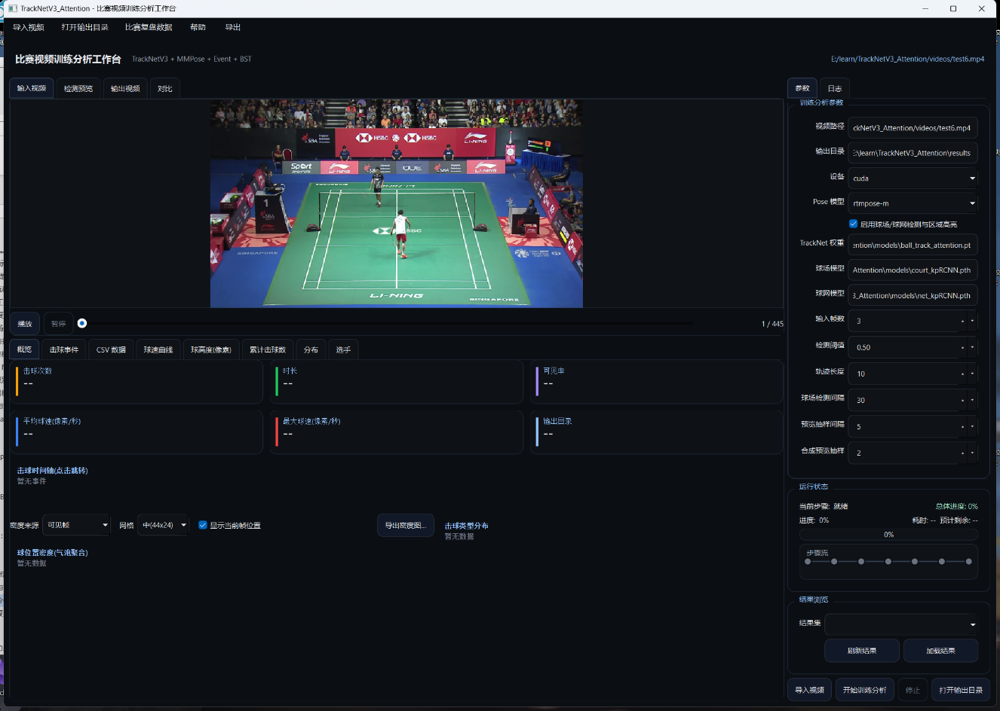 TrackNetV3_Attention - 比赛视频训练分析工作台
导入视频 打开输出目录 比赛复盘数据 帮助 导出
比赛视频训练分析工作台 TrackNetV3 + MMPose + Event + BST
E:/learn/TrackNetV3_Attention/videos/test6.mp4
输入视频 检测预览 输出视频 对比
SBA HSBC HSBC LI-NING
Sport LI-NING SBA OUE SBA LI-NING
1
SBA
HSBC
SINGAPORE
LI-NING
SINGAPORE
播放 暂停 1 / 445
概览 击球事件 CSV 数据 球速曲线 球高度(像素) 累计击球数 分布 选手
击球次数
--
时长
--
可见率
--
平均球速(像素/秒)
--
最大球速(像素/秒)
--
输出目录
--
击球时间轴(点击跳转)
暂无事件
密度来源 可见帧 网格 中(44x24) 显示当前帧位置 导出密度图...
击球类型分布
暂无数据
球位置密度(气泡聚合)
暂无数据
参数 日志
训练分析参数
视频路径 ckNetV3_Attention/videos/test6.mp4
输出目录 E:\learn\TrackNetV3_Attention\results
设备 cuda
Pose 模型 rtmpose-m
启用球场/球网检测与区域高亮
TrackNet 权重 ention\models\ball_track_attention.pt
球场模型 Attention\models\court_kpRCNN.pth
球网模型 3_Attention\models\net_kpRCNN.pth
输入帧数 3
检测阈值 0.50
轨迹长度 10
球场检测间隔 30
预览抽样间隔 5
合成预览抽样 2
运行状态
当前步骤: 就绪 总体进度: 0%
进度: 0% 耗时: -- 预计剩余: --
0%
步骤流
结果浏览
结果集
刷新结果 加载结果
导入视频 开始训练分析 停止 打开输出目录